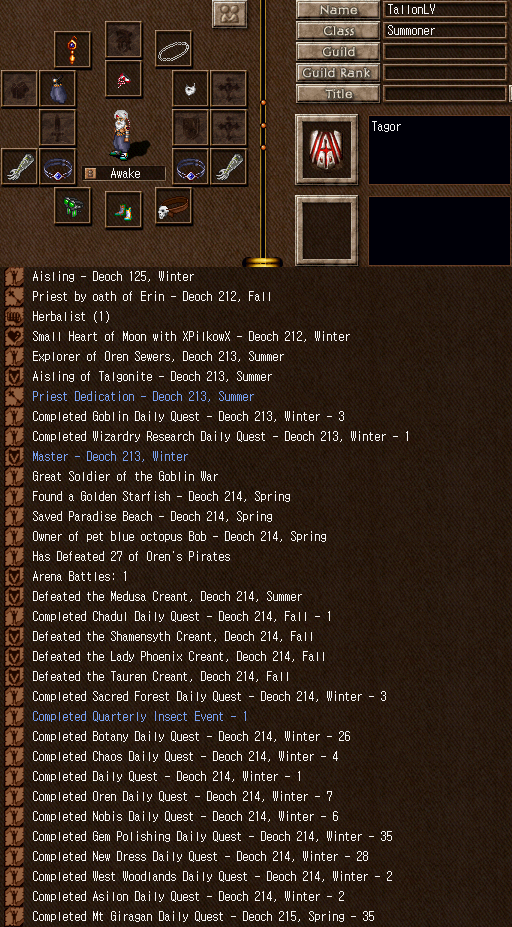 Name TallonLV
Class Summoner
Guild
Guild Rank
Title
Tagor
Awake
Aisling - Deoch 125, Winter
Priest by oath of Erin - Deoch 212, Fall
Herbalist (1)
Small Heart of Moon with XPilkowX - Deoch 212, Winter
Explorer of Oren Sewers, Deoch 213, Summer
Aisling of Talgonite - Deoch 213, Summer
Priest Dedication - Deoch 213, Summer
Completed Goblin Daily Quest - Deoch 213, Winter - 3
Completed Wizardry Research Daily Quest - Deoch 213, Winter - 1
Master - Deoch 213, Winter
Great Soldier of the Goblin War
Found a Golden Starfish - Deoch 214, Spring
Saved Paradise Beach - Deoch 214, Spring
Owner of pet blue octopus Bob - Deoch 214, Spring
Has Defeated 27 of Oren's Pirates
Arena Battles: 1
Defeated the Medusa Creant, Deoch 214, Summer
Completed Chadul Daily Quest - Deoch 214, Fall - 1
Defeated the Shamensyth Creant, Deoch 214, Fall
Defeated the Lady Phoenix Creant, Deoch 214, Fall
Defeated the Tauren Creant, Deoch 214, Fall
Completed Sacred Forest Daily Quest - Deoch 214, Winter - 3
Completed Quarterly Insect Event - 1
Completed Botany Daily Quest - Deoch 214, Winter - 26
Completed Chaos Daily Quest - Deoch 214, Winter - 4
Completed Daily Quest - Deoch 214, Winter - 1
Completed Oren Daily Quest - Deoch 214, Winter - 7
Completed Nobis Daily Quest - Deoch 214, Winter - 6
Completed Gem Polishing Daily Quest - Deoch 214, Winter - 35
Completed New Dress Daily Quest - Deoch 214, Winter - 28
Completed West Woodlands Daily Quest - Deoch 214, Winter - 2
Completed Asilon Daily Quest - Deoch 214, Winter - 2
Completed Mt Giragan Daily Quest - Deoch 215, Spring - 35